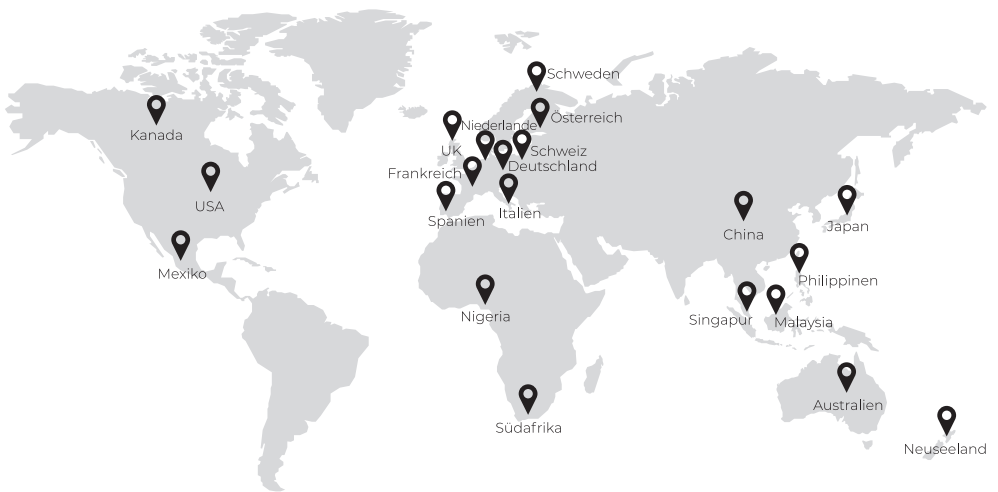 Schweden
Kanada
Österreich
Niederlande
UK
Schweiz
Deutschland
Frankreich
USA
Spanien
Italien
China
Japan
Mexiko
Philippinen
Nigeria
Singapur
Malaysia
Australien
Südafrika
Neuseeland